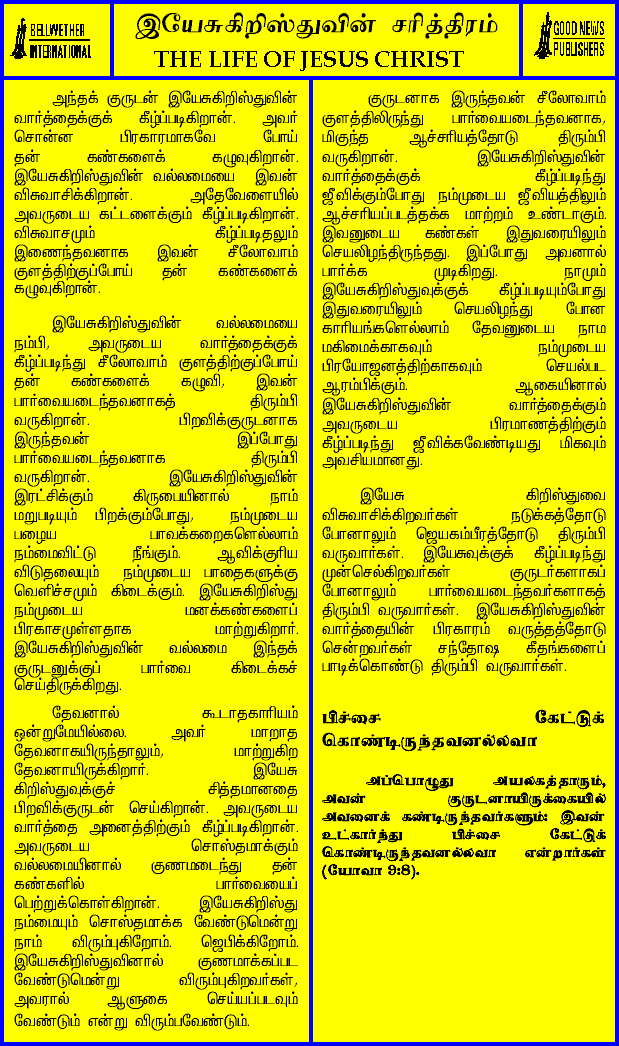 BELLWETHER
INTERNATIONAL
இயேசுகிறிஸ்துவின் சரித்திரம்
THE LIFE OF JESUS CHRIST
GOOD NEWS
PUBLISHERS
அந்தக் குருடன் இயேசுகிறிஸ்துவின்
வார்த்தைக்குக் கீழ்ப்படிகிறான். அவர்
சொன்ன பிரகாரமாகவே போய்
தன் கண்களைக் கழுவுகிறான்.
இயேசுகிறிஸ்துவின் வல்லமையை இவன்
விசுவாசிக்கிறான். அதேவேளையில்
அவருடைய கட்டளைக்கும் கீழ்ப்படிகிறான்.
விசுவாசமும் கீழ்ப்படிதலும்
இணைந்தவனாக இவன் சீலோவாம்
குளத்திற்குப்போய் தன் கண்களைக்
கழுவுகிறான்.
இயேசுகிறிஸ்துவின் வல்லமையை
நம்பி, அவருடைய வார்த்தைக்குக்
கீழ்ப்படிந்து சீலோவாம் குளத்திற்குப்போய்
தன் கண்களைக் கழுவி, இவன்
பார்வையடைந்தவனாகத் திரும்பி
வருகிறான். பிறவிக்குருடனாக
இருந்தவன் இப்போது
பார்வையடைந்தவனாக திரும்பி
வருகிறான். இயேசுகிறிஸ்துவின்
இரட்சிக்கும் கிருபையினால் நாம்
மறுபடியும் பிறக்கும்போது, நம்முடைய
பழைய பாவக்கறைகளெல்லாம்
நம்மைவிட்டு நீங்கும். ஆவிக்குரிய
விடுதலையும் நம்முடைய பாதைகளுக்கு
வெளிச்சமும் கிடைக்கும். இயேசுகிறிஸ்து
நம்முடைய மனக்கண்களைப்
பிரகாசமுள்ளதாக மாற்றுகிறார்.
இயேசுகிறிஸ்துவின் வல்லமை இந்தக்
குருடனுக்குப் பார்வை கிடைக்கச்
செய்திருக்கிறது.
தேவனால் கூடாதகாரியம்
ஒன்றுமேயில்லை. அவர் மாறாத
தேவனாகயிருந்தாலும், மாற்றுகிற
தேவனாயிருக்கிறார். இயேசு
கிறிஸ்துவுக்குச் சித்தமானதை
பிறவிக்குருடன் செய்கிறான். அவருடைய
வார்த்தை அனைத்திற்கும் கீழ்ப்படிகிறான்.
அவருடைய சொஸ்தமாக்கும்
வல்லமையினால் குணமடைந்து தன்
கண்களில் பார்வையைப்
பெற்றுக்கொள்கிறான். இயேசுகிறிஸ்து
நம்மையும் சொஸ்தமாக்க வேண்டுமென்று
நாம் விரும்புகிறோம். ஜெபிக்கிறோம்.
இயேசுகிறிஸ்துவினால் குணமாக்கப்பட
வேண்டுமென்று விரும்புகிறவர்கள்,
அவரால் ஆளுகை செய்யப்படவும்
வேண்டும் என்று விரும்பவேண்டும்.
குருடனாக இருந்தவன் சீலோவாம்
குளத்திலிருந்து பார்வையடைந்தவனாக,
மிகுந்த ஆச்சரியத்தோடு திரும்பி
வருகிறான். இயேசுகிறிஸ்துவின்
வார்த்தைக்குக் கீழ்ப்படிந்து
ஜீவிக்கும்போது நம்முடைய ஜீவியத்திலும்
ஆச்சரியப்படத்தக்க மாற்றம் உண்டாகும்.
இவனுடைய கண்கள் இதுவரையிலும்
செயலிழந்திருந்தது. இப்போது அவனால்
பார்க்க முடிகிறது. நாமும்
இயேசுகிறிஸ்துவுக்குக் கீழ்ப்படியும்போது
இதுவரையிலும் செயலிழந்து போன
காரியங்களெல்லாம் தேவனுடைய நாம
மகிமைக்காகவும் நம்முடைய
பிரயோஜனத்திற்காகவும் செயல்பட
ஆரம்பிக்கும். ஆகையினால்
இயேசுகிறிஸ்துவின் வார்த்தைக்கும்
அவருடைய பிரமாணத்திற்கும்
கீழ்ப்படிந்து ஜீவிக்கவேண்டியது மிகவும்
அவசியமானது.
இயேசு கிறிஸ்துவை
விசுவாசிக்கிறவர்கள் நடுக்கத்தோடு
போனாலும் ஜெயகம்பீரத்தோடு திரும்பி
வருவார்கள். இயேசுவுக்குக் கீழ்ப்படிந்து
முன்செல்கிறவர்கள் குருடர்களாகப்
போனாலும் பார்வையடைந்தவர்களாகத்
திரும்பி வருவார்கள். இயேசுகிறிஸ்துவின்
வார்த்தையின் பிரகாரம் வருத்தத்தோடு
சென்றவர்கள் சந்தோஷ கீதங்களைப்
பாடிக்கொண்டு திரும்பி வருவார்கள்.
பிச்சை கேட்டுக்
கொண்டிருந்தவனல்லவா
அப்பொழுது அயலகத்தாரும்,
அவன் குருடனாயிருக்கையில்
அவனைக் கண்டிருந்தவர்களும்: இவன்
உட்கார்ந்து பிச்சை கேட்டுக்
கொண்டிருந்தவனல்லவா என்றார்கள்
(யோவா 9:8).